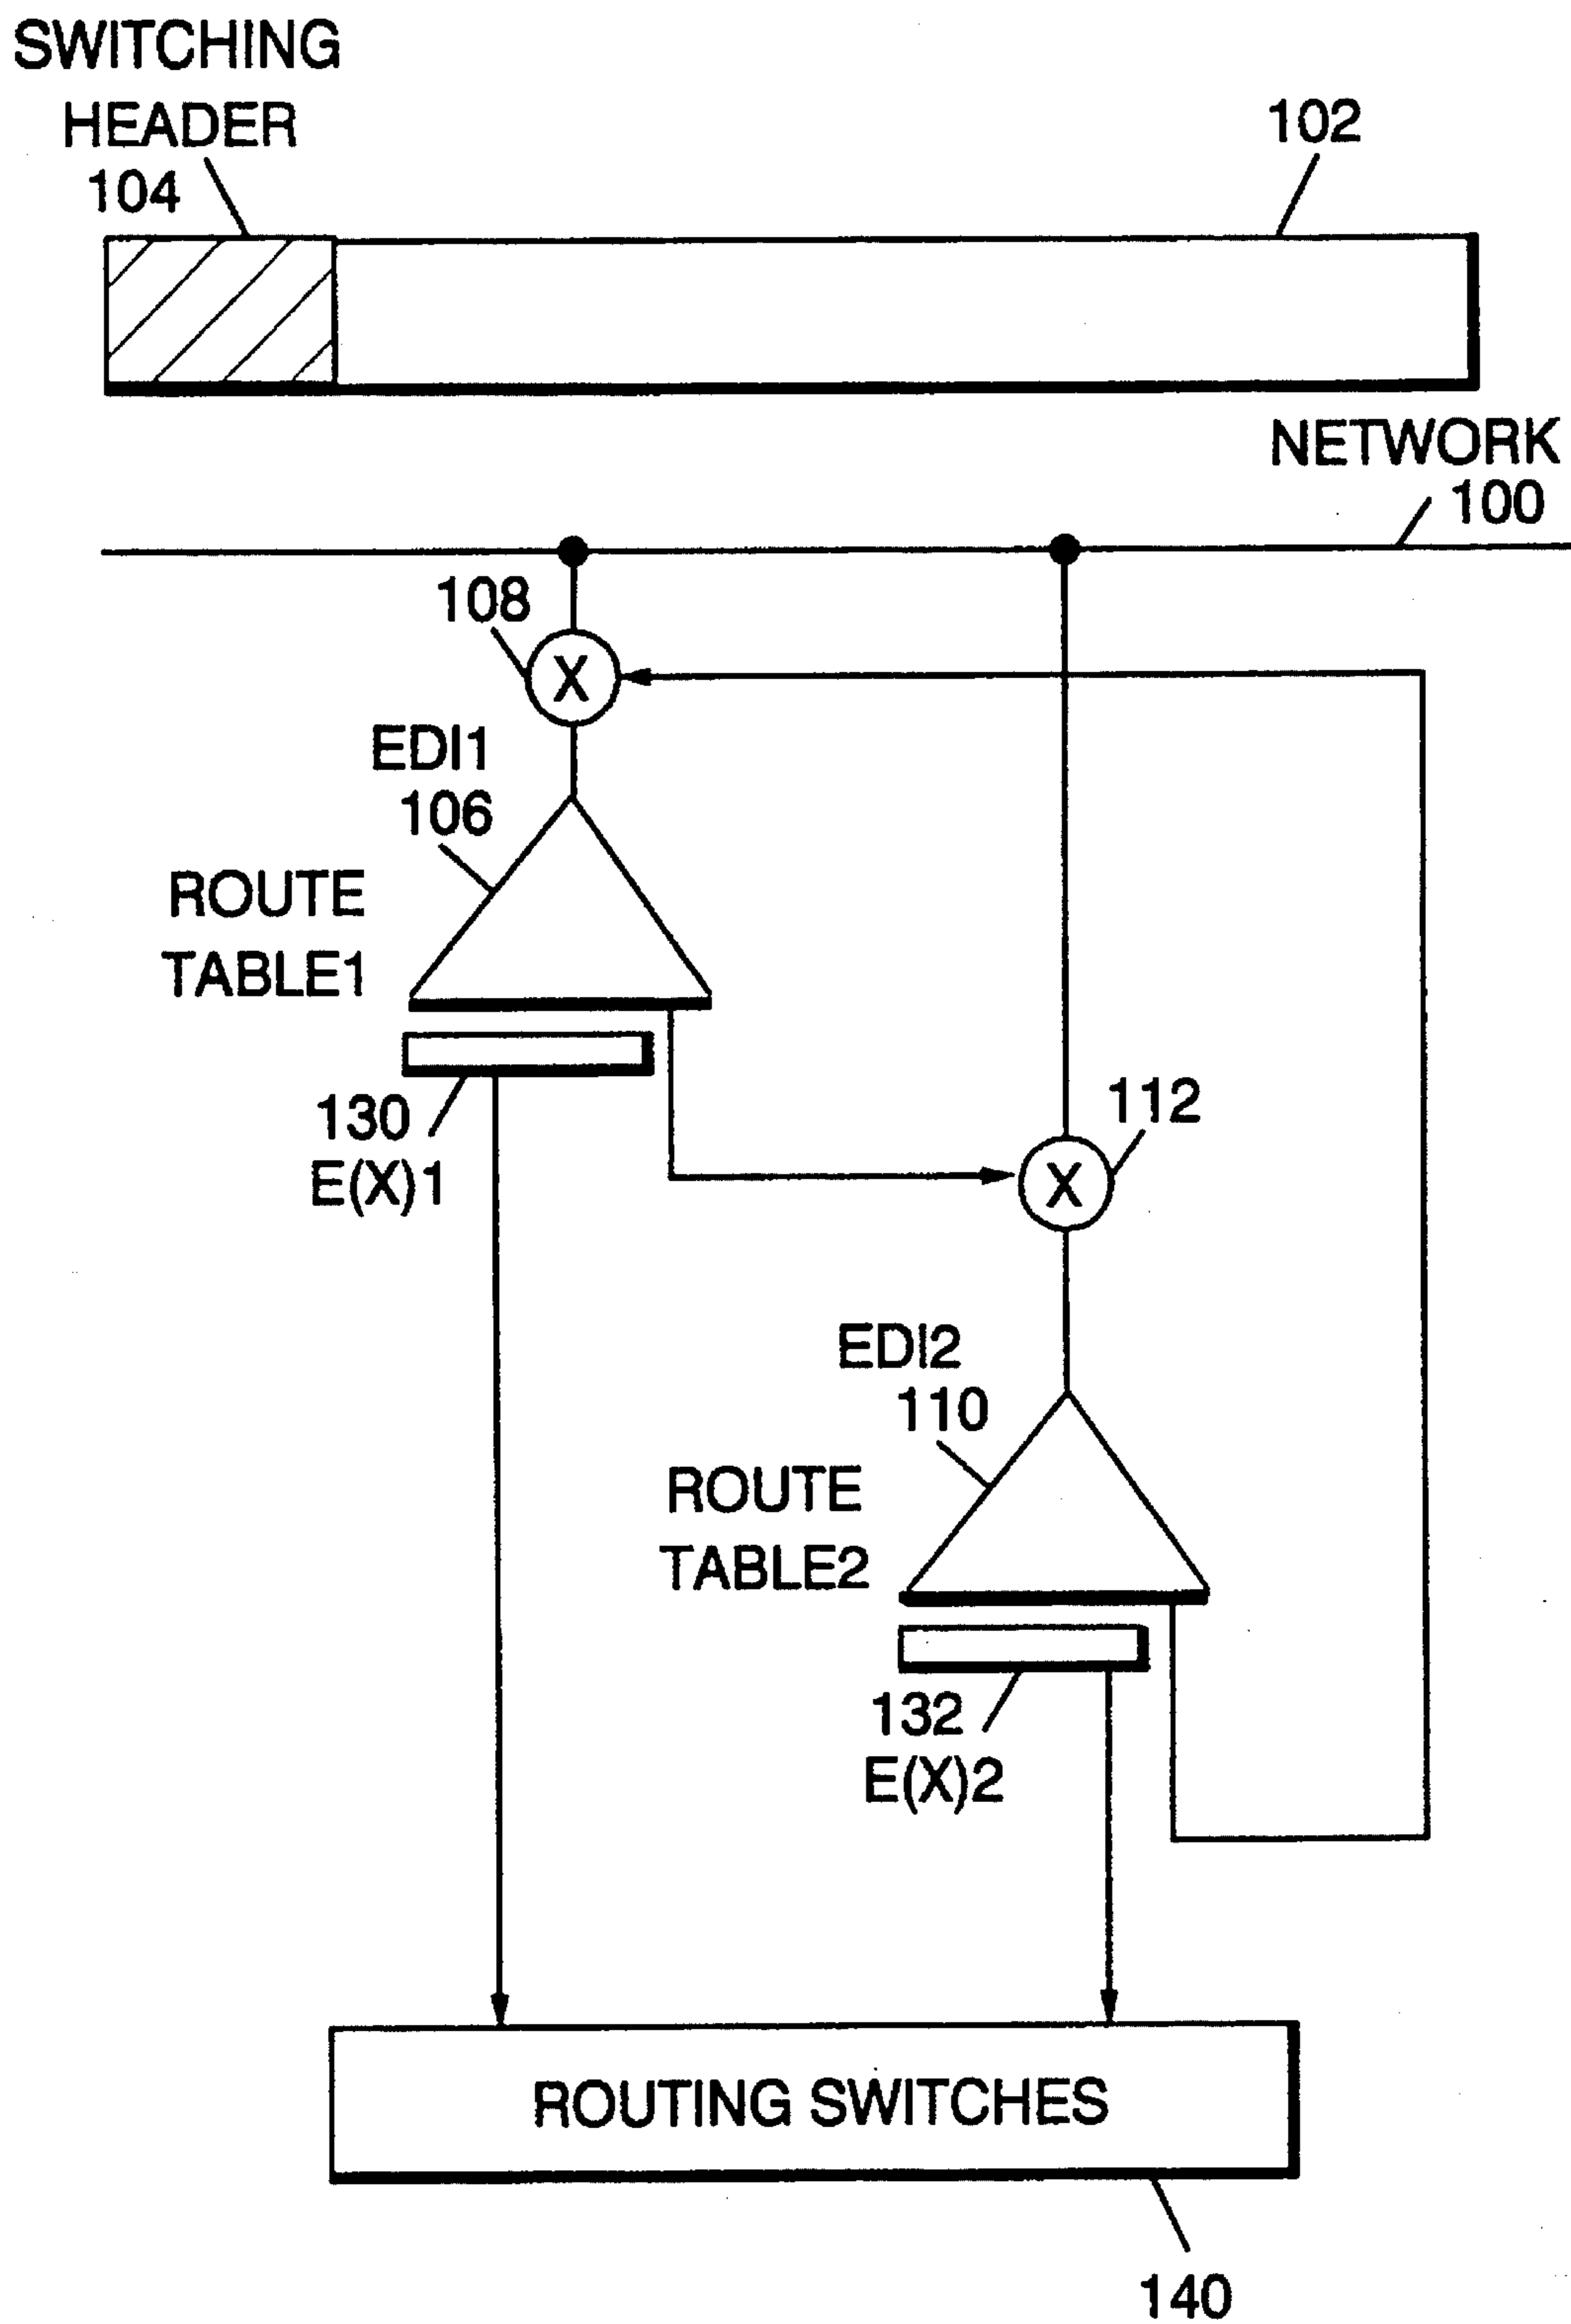 SWITCHING
HEADER
104
102
NETWORK
100
108
X
EDI1
106
ROUTE
TABLE1
130
E(X)1
112
X
EDI2
110
ROUTE
TABLE2
132
E(X)2
ROUTING SWITCHES
140